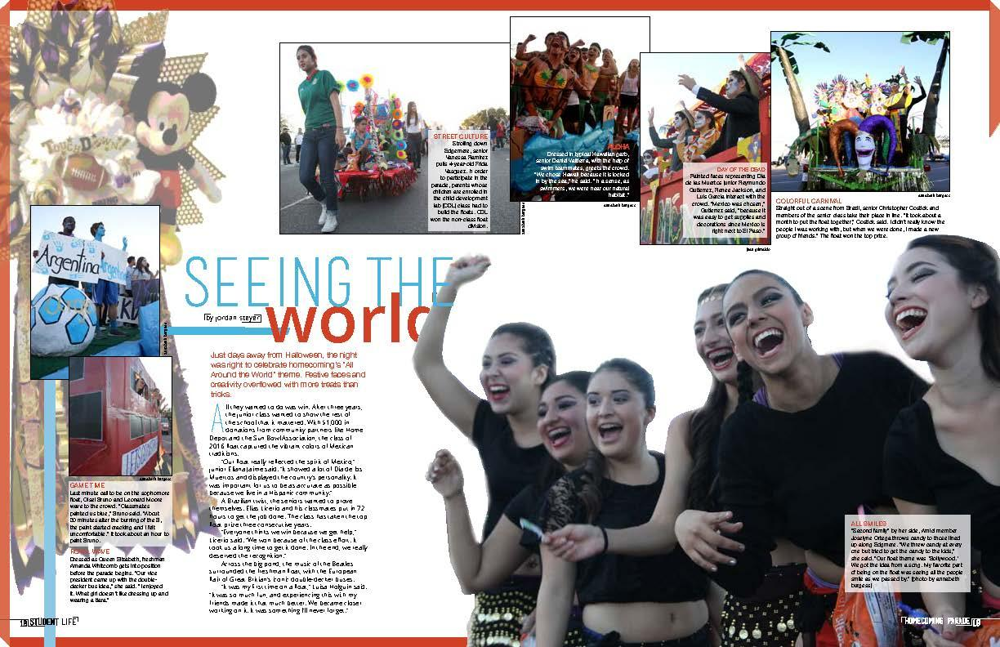 STREET CULTURE
Strolling down
Edgemere, senior
Vanessa Ramirez
pulls 4-year-old Frida
Vasquez. In order
to participate in the
parade, parents whose
children are enrolled in
the child development
lab (CDL) class had to
build the floats. CDL
won the non-class float
division.
ALOHA
Dressed in typical Hawaiian garb,
senior Daniel Valtierra, with the help of
swim teammates, greets the crowd.
"We chose Hawaii because it is locked
in by the sea," he said. "In a sense, as
swimmers, we were near our natural
habitat."
annabeth burgess
DAY OF THE DEAD
Painted faces representing Dia
de los Muertos junior Reymundo
Gutierrez, Renee Jackson, and
Luis Garcia interact with the
crowd. "Mexico was chosen,"
Gutierrez said, "because it
was easy to get supplies and
decorations since Mexico is
right next to El Paso."
annabeth burgess
COLORFUL CARNIVAL
Straight out of a scene from Brazil, senior Christopher Costick and
members of the senior class take their place in line. "It took about a
month to put the float together," Costick said. I didn't really know the
people I was working with, but when we were done, I made a new
group of friends." The float won the top prize.
Argentina
annabeth burgess
SEEING THE
world
by jordan steyer
Just days away from Halloween, the night
was right to celebrate homecoming's "All
Around the World" theme. Festive faces and
creativity overflowed with more treats than
tricks.
All they wanted to do was win. After three years,
the junior class wanted to show the rest of
the school that it mattered. With $1,000 in
donations from community partners like Home
Depot and the Sun Bowl Association, the class of
2016 float captured the vibrant colors of Mexican
traditions.
"Our float really reflected the spirit of Mexico,"
junior Eliana Jaime said. "It showed a lot of Dia de los
Muertos and displayed the country's personality. It
was important for us to be as accurate as possible
because we live in a Hispanic community."
A Brazilian twist, the seniors wanted to prove
themselves. Elias Licerio and his classmates put in 72
hours to get the job done. The class has taken the top
float prize three consecutive years.
"Everyone thinks we win because we get help,"
Licerio said. "We won because of the class effort. It
took us a long time to get it done. In the end, we really
deserved the recognition."
Across the big pond, the music of the Beatles
surrounded the freshman float, with the European
flair of Great Britain's iconic double-decker busses.
"It was my first time on a float," Luisa Holguin said.
"It was so much fun, and experiencing this with my
friends made it that much better. We became closer
working on it. It was something I'll never forget."
annabeth burgess
GAME TIME
Last minute call to be on the sophomore
float, Oisei Bruno and Leonard Moore
wave to the crowd. "Classmates
painted us blue," Bruno said. "About
30 minutes after the burning of the B,
the paint started cracking and I felt
uncomfortable." It took about an hour to
paint Bruno.
ROYAL WAVE
Dressed as Queen Elizabeth, freshman
Amanda Whitcomb gets into position
before the parade begins. "Our vice
president came up with the double-
decker bus idea," she said. "I enjoyed
it. What girl doesn't like dressing up and
wearing a tiara."
ALL SMILES
"Second family" by her side, Amici member
Joselyne Ortega throws candy to those lined
up along Edgmere. "We threw candy at every
one but tried to get the candy to the kids,"
she said. "Our float theme was 'Bollywood.'
We got the idea from a song. My favorite part
of being on the float was seeing all the people
smile as we passed by." [photo by annabeth
burgess]
18 STUDENT LIFE
HOMECOMING PARADE 19